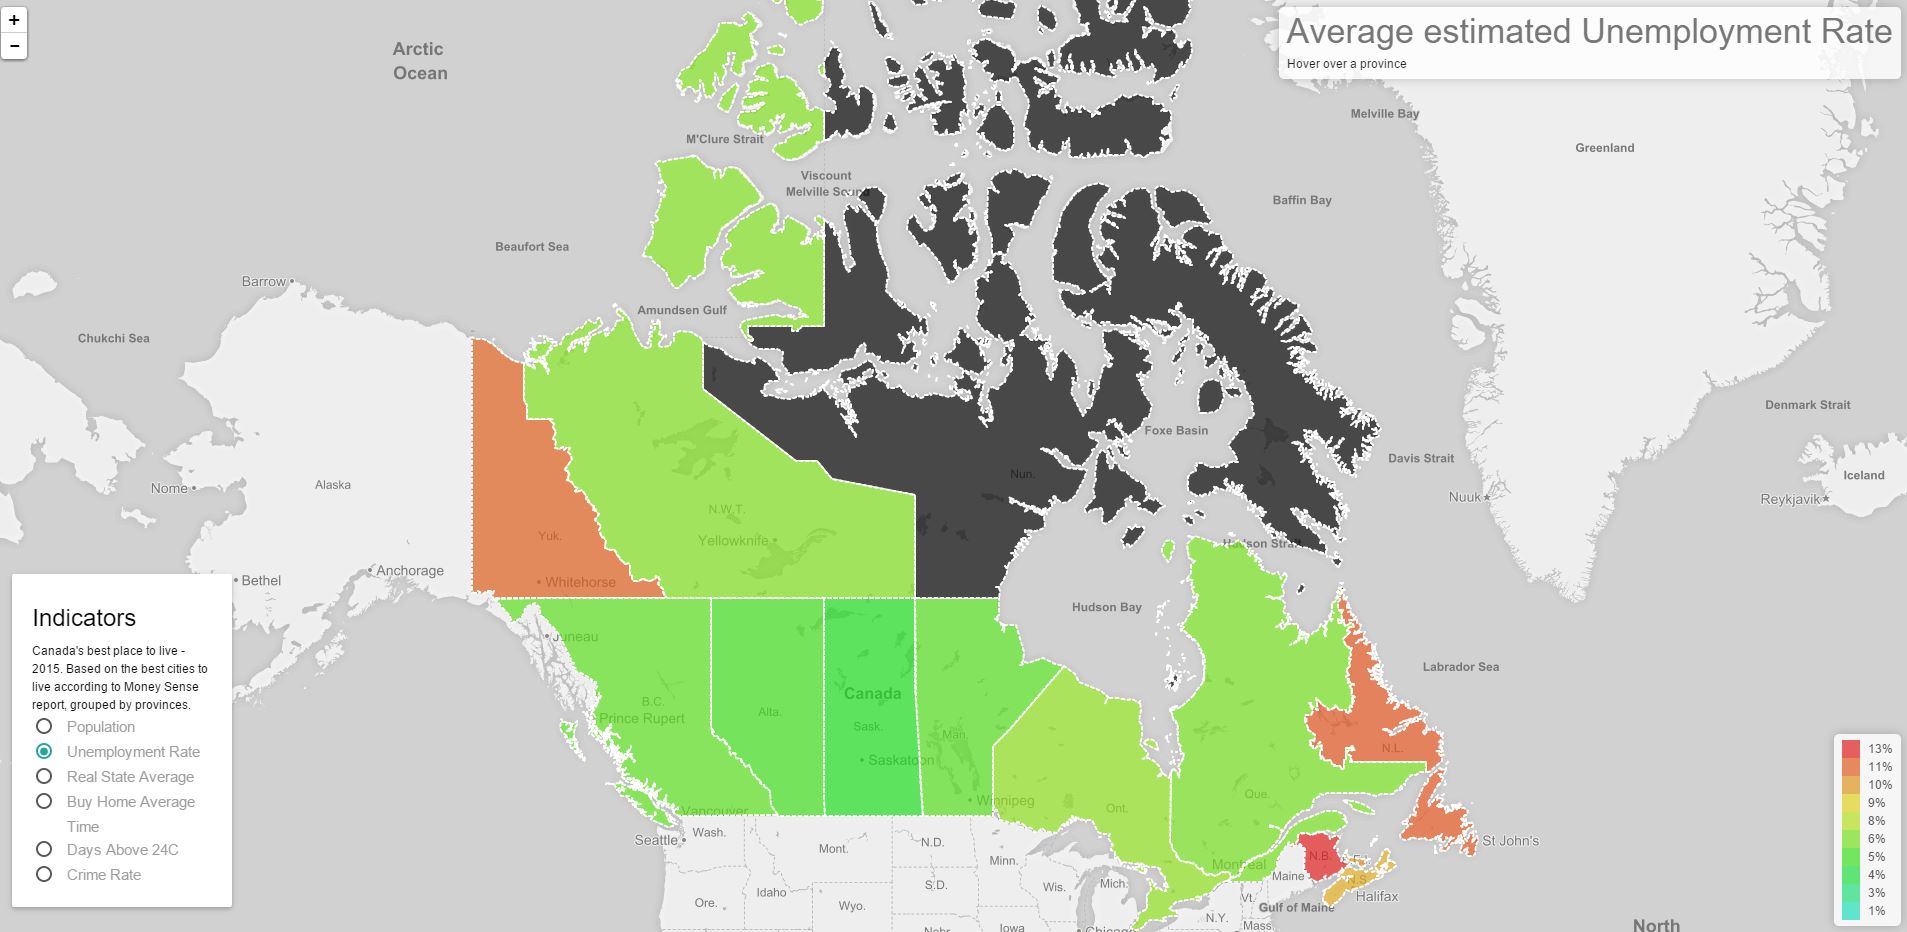 +
−
Average estimated Unemployment Rate
Hover over a province
Arctic
Ocean
Melville Bay
M'Clure Strait
Greenland
Viscount
Melville Sound
Baffin Bay
Beaufort Sea
Barrow
Amundsen Gulf
Chukchi Sea
Denmark Strait
Foxe Basin
Davis Strait
Nun.
Iceland
Alaska
Nome
Nuuk
Reykjavik
N.W.T.
Yuk.
Yellowknife
Hudson Strait
Anchorage
Bethel
Whitehorse
Hudson Bay
Juneau
Labrador Sea
Canada
B.C.
Prince Rupert
Alta.
Sask.
Man.
N.L.
Saskatoon
Que.
Winnipeg
Ont.
Vancouver
Seattle
Wash.
Mont.
N.D.
Minn.
St John's
N.B.
Montreal
Maine
N.S.
Halifax
Idaho
S.D.
Wis.
Mich.
Vt.
Gulf of Maine
Ore.
Wyo.
N.Y.
Mass.
Nebr.
Iowa
Chicago
North
Indicators
Canada's best place to live -
2015. Based on the best cities to
live according to Money Sense
report, grouped by provinces.
Population
Unemployment Rate
Real State Average
Buy Home Average
Time
Days Above 24C
Crime Rate
13%
11%
10%
9%
8%
6%
5%
4%
3%
1%